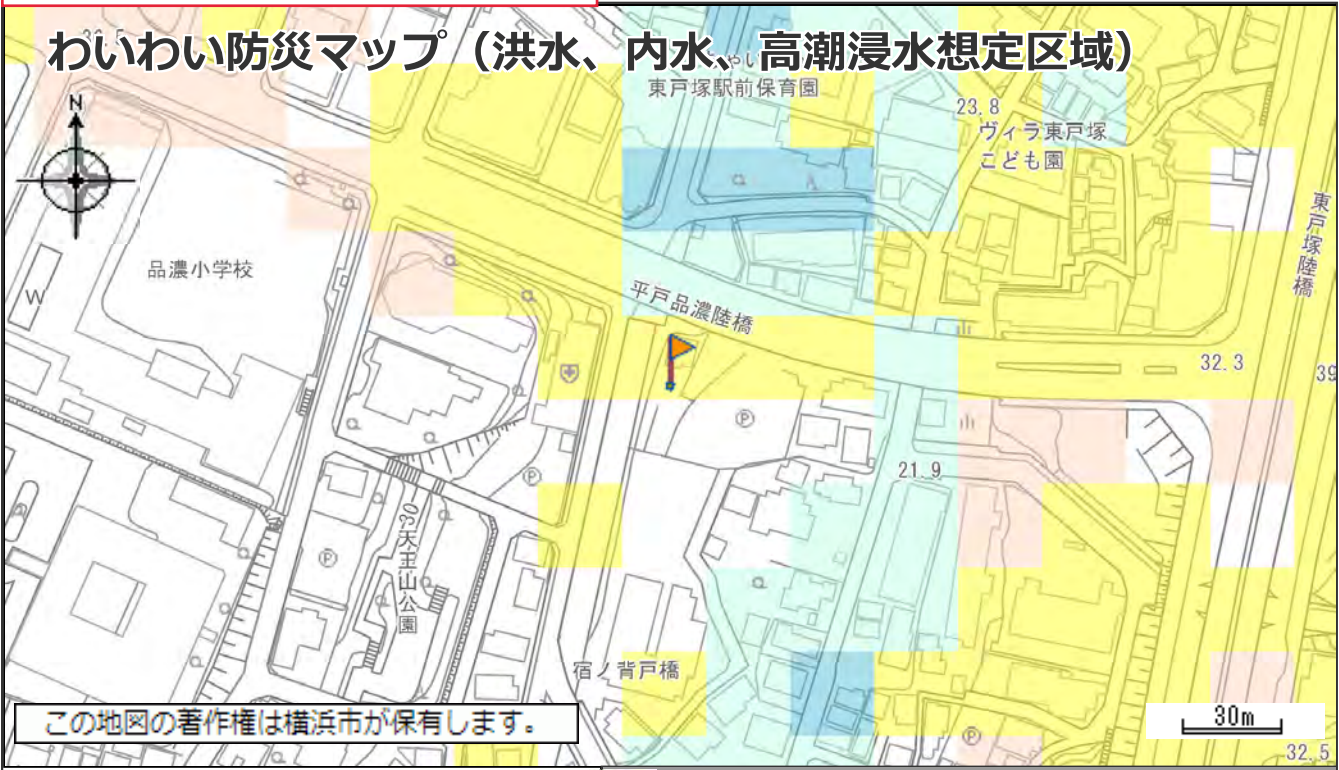 わいわい防災マップ（洪水、内水、高潮浸水想定区域）
東戸塚駅前保育園
23.8
ヴィラ東戸塚
こども園
N
東戸塚陸橋
品濃小学校
W
平戸品濃陸橋
32.3
39
P
21.9
P
天王山公園
P
宿ノ背戸橋
この地図の著作権は横浜市が保有します。
P
30m
32.5